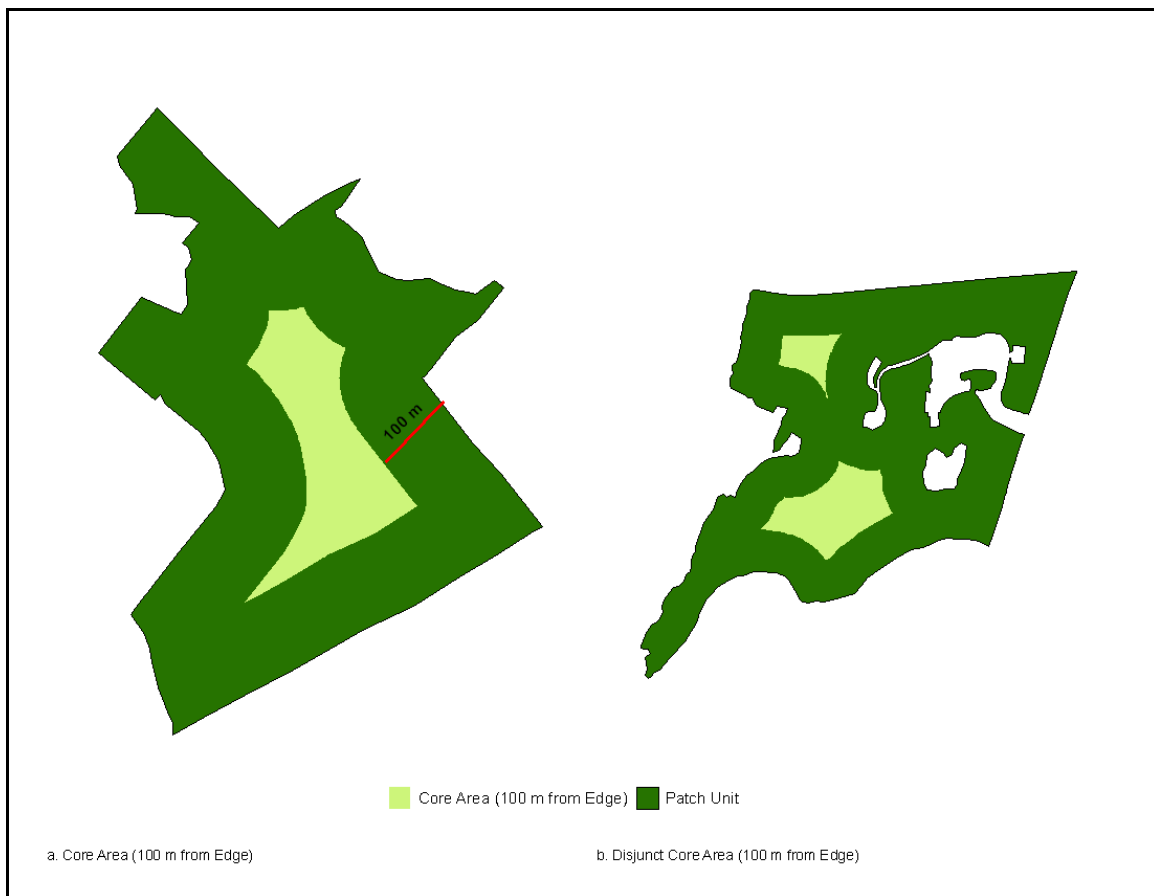 100 m
Core Area (100 m from Edge) Patch Unit
a. Core Area (100 m from Edge) b. Disjunct Core Area (100 m from Edge)